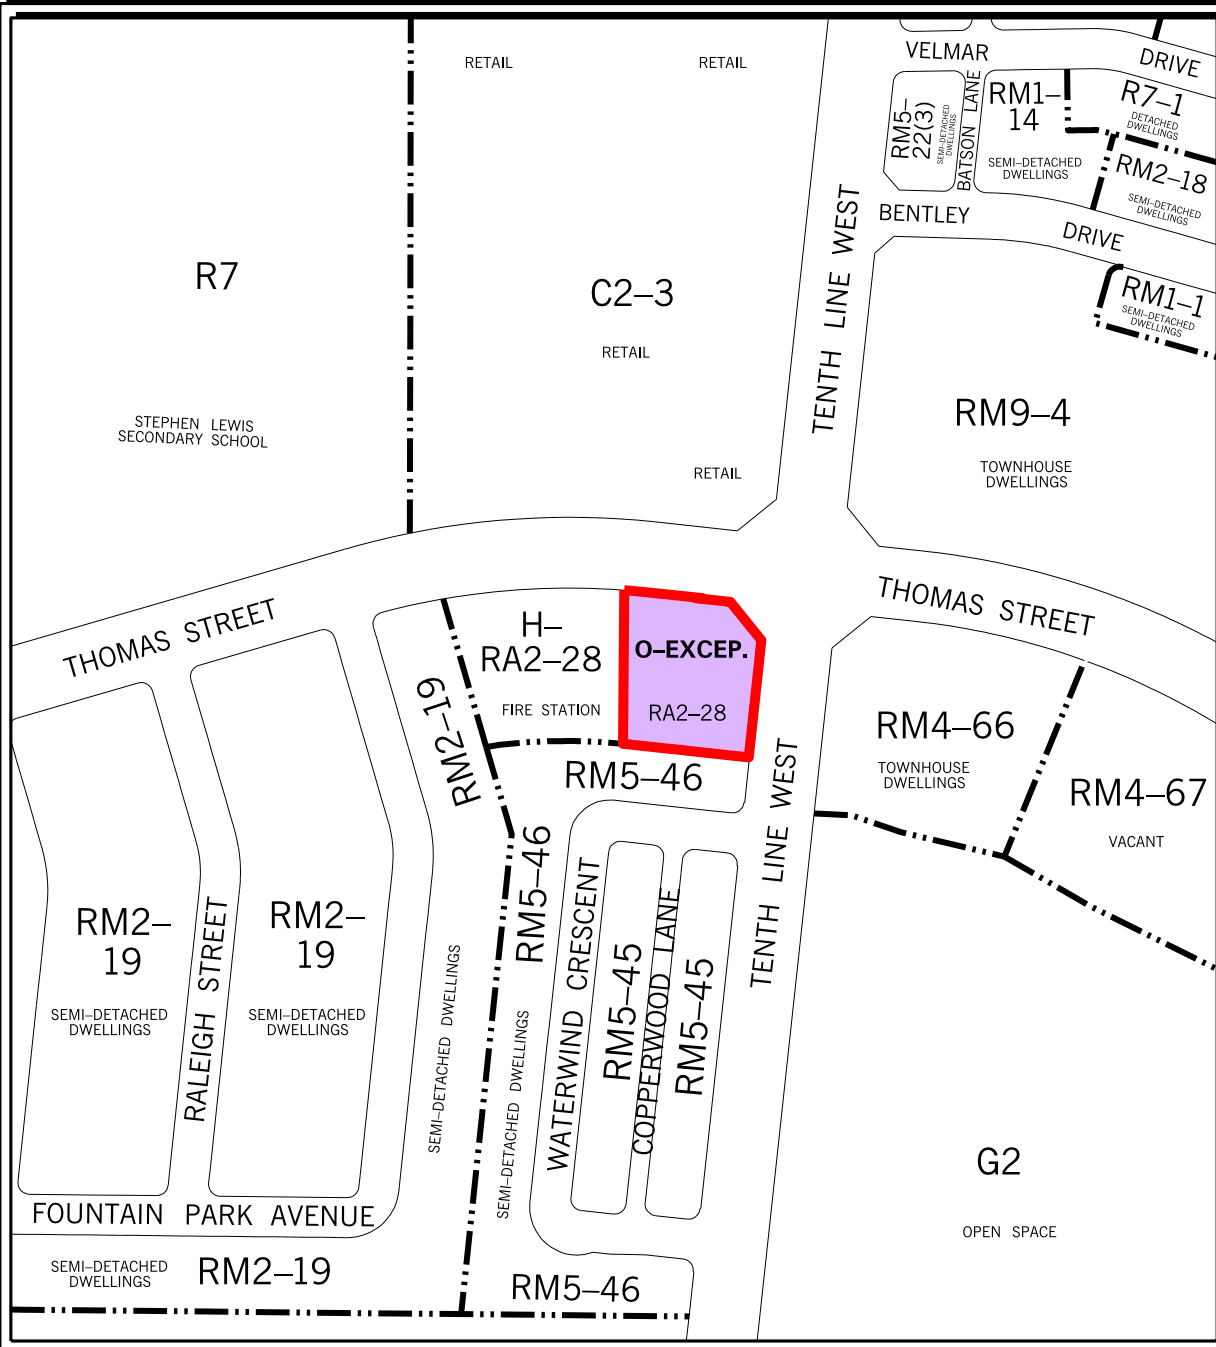 RETAIL
RETAIL
VELMAR
DRIVE
RM5–
22(3)
SEMI–DETACHED
DWELLINGS
BATSON LANE
RM1–
14
SEMI–DETACHED
DWELLINGS
R7–1
DETACHED
DWELLINGS
RM2–18
SEMI–DETACHED
DWELLINGS
BENTLEY
DRIVE
R7
C2–3
TENTH LINE WEST
RM1–1
SEMI–DETACHED
DWELLINGS
RETAIL
STEPHEN LEWIS
SECONDARY SCHOOL
RM9–4
TOWNHOUSE
DWELLINGS
RETAIL
THOMAS STREET
THOMAS STREET
H–
RA2–28
FIRE STATION
O–EXCEP.
RA2–28
RM2–19
RM5–46
RM4–66
TOWNHOUSE
DWELLINGS
RM4–67
VACANT
TENTH LINE WEST
RM5–46
RM2–
19
SEMI–DETACHED
DWELLINGS
RALEIGH STREET
RM2–
19
SEMI–DETACHED
DWELLINGS
SEMI–DETACHED DWELLINGS
SEMI–DETACHED DWELLINGS
WATERWIND CRESCENT
RM5–45
COPPERWOOD LANE
RM5–45
G2
OPEN SPACE
FOUNTAIN PARK AVENUE
SEMI–DETACHED
DWELLINGS
RM2–19
RM5–46